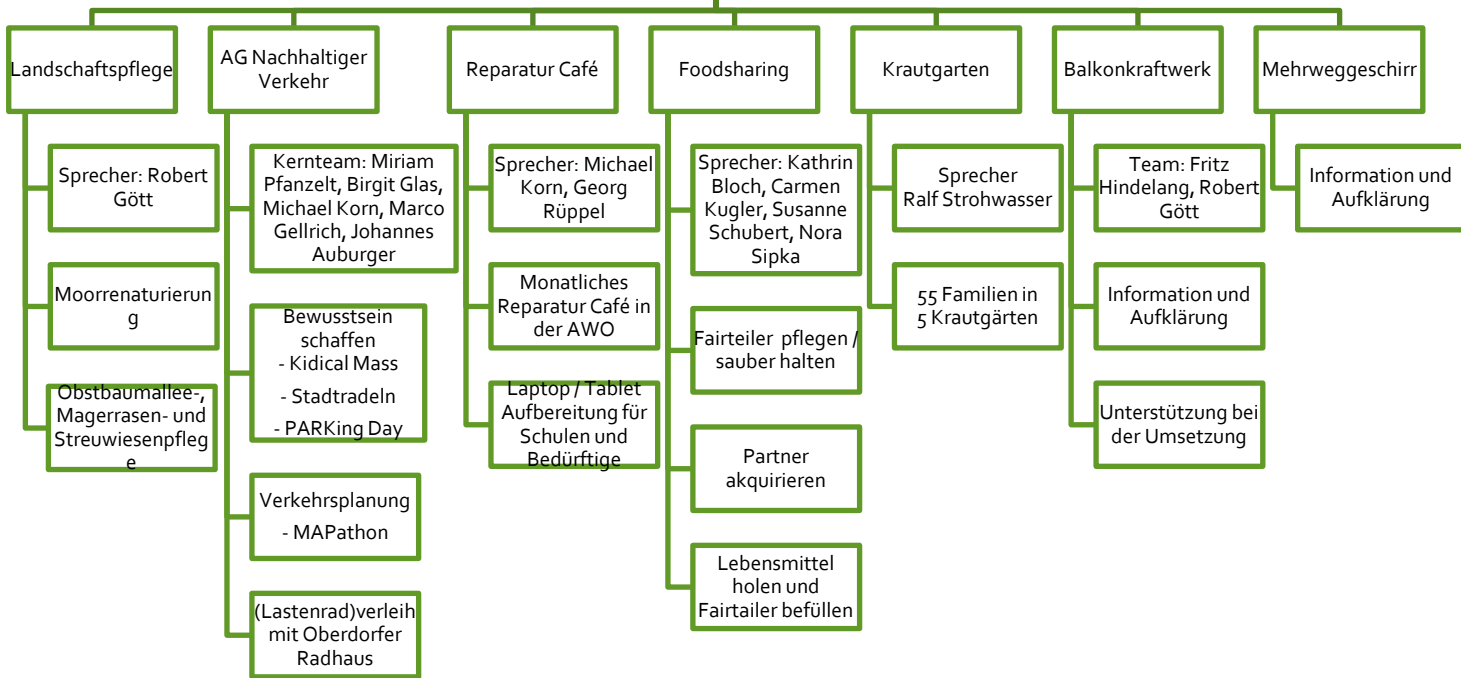 Landschaftspflege
Sprecher: Robert
Gött
Moorrenaturierun
g
Obstbaumallee-,
Magerrasen- und
Streuwiesenpfleg
e
AG Nachhaltiger
Verkehr
Kernteam: Miriam
Pfanzelt, Birgit Glas,
Michael Korn, Marco
Gellrich, Johannes
Auburger
Bewusstsein
schaffen
- Kidical Mass
- Stadtradeln
- PARKing Day
Verkehrsplanung
- MAPathon
(Lastenrad)verleih
mit Oberdorfer
Radhaus
Reparatur Café
Sprecher: Michael
Korn, Georg
Rüppel
Monatliches
Reparatur Café in
der AWO
Laptop / Tablet
Aufbereitung für
Schulen und
Bedürftige
Foodsharing
Sprecher: Kathrin
Bloch, Carmen
Kugler, Susanne
Schubert, Nora
Sipka
Fairteiler pflegen /
sauber halten
Partner
akquirieren
Lebensmittel
holen und
Fairtailer befüllen
Krautgarten
Sprecher
Ralf Strohwasser
55 Familien in
5 Krautgärten
Balkonkraftwerk
Team: Fritz
Hindelang, Robert
Gött
Information und
Aufklärung
Unterstützung bei
der Umsetzung
Mehrweggeschirr
Information und
Aufklärung